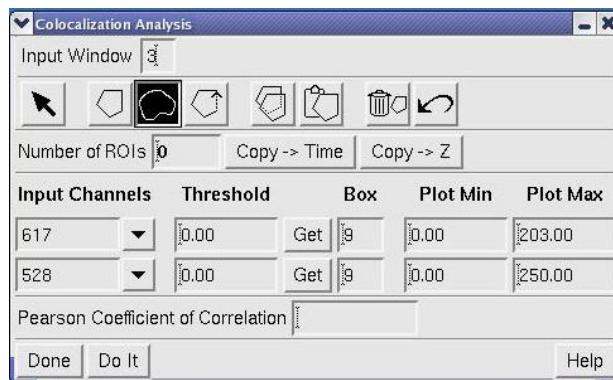 Colocalization Analysis
Input Window 3
Number of ROIs 0 Copy -> Time Copy -> Z
Input Channels Threshold Box Plot Min Plot Max
617 0.00 Get 9 0.00 203.00
528 0.00 Get 9 0.00 250.00
Pearson Coefficient of Correlation
Done Do It Help